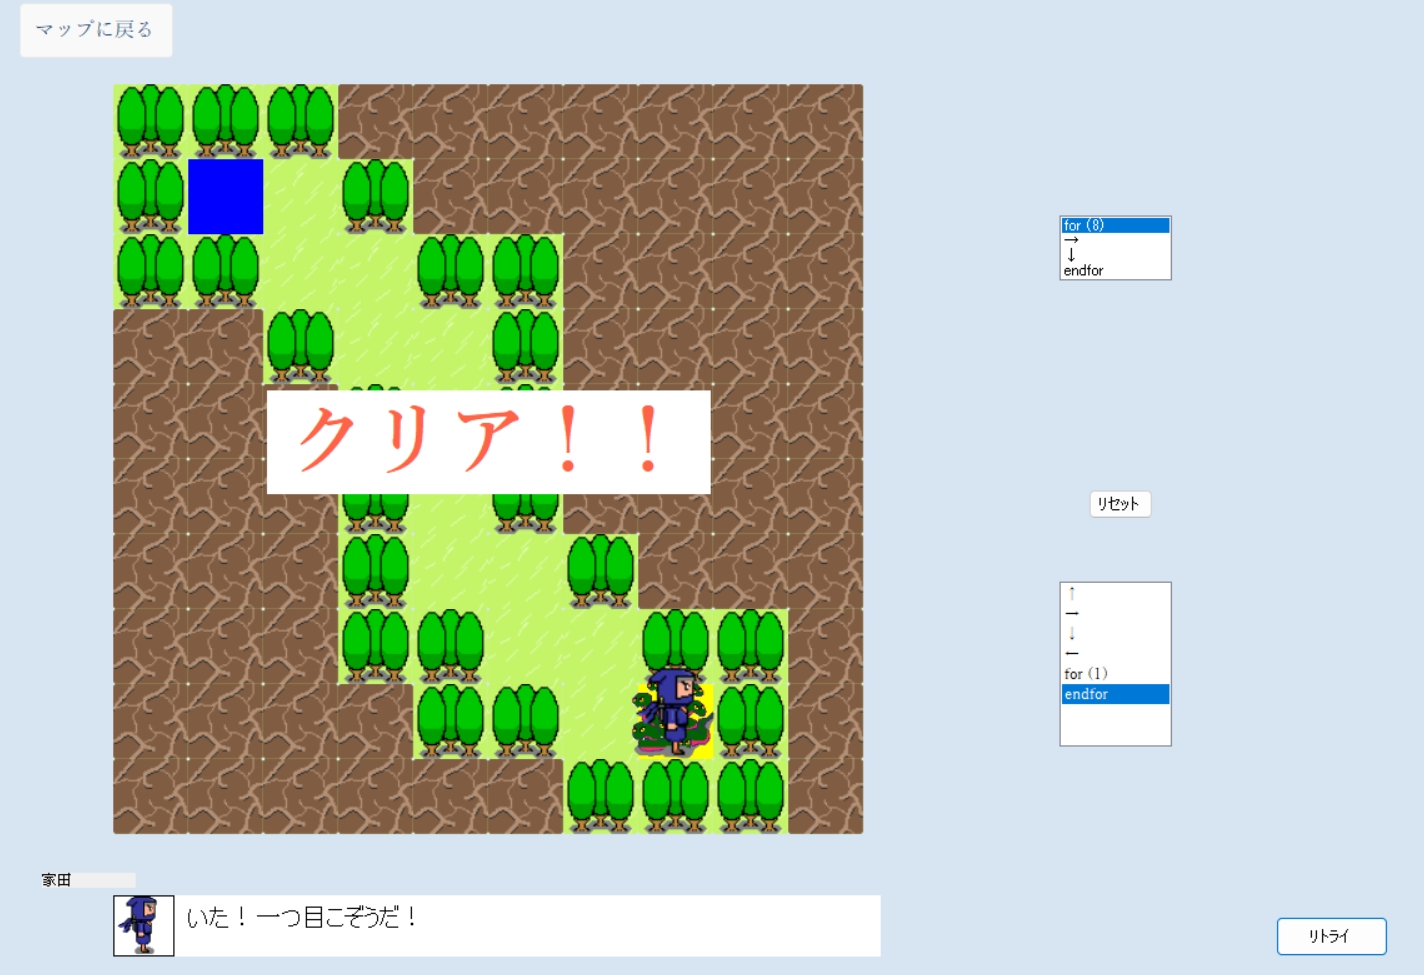 マップに戻る
for (8)
→
↓
endfor
クリア！！
リセット
↑
→
↓
←
for (1)
endfor
家田
いた！一つ目こぞうだ！
リトライ